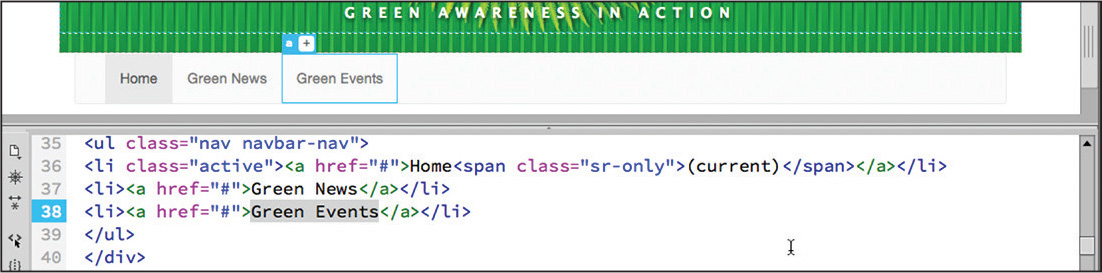 GREEN AWARENESS IN ACTION
a +
Home Green News Green Events
35 <ul class="nav navbar-nav">
36 <li class="active"><a href="#">Home<span class="sr-only">(current)</span></a></li>
37 <li><a href="#">Green News</a></li>
38 <li><a href="#">Green Events</a></li>
39 </ul>
40 </div>